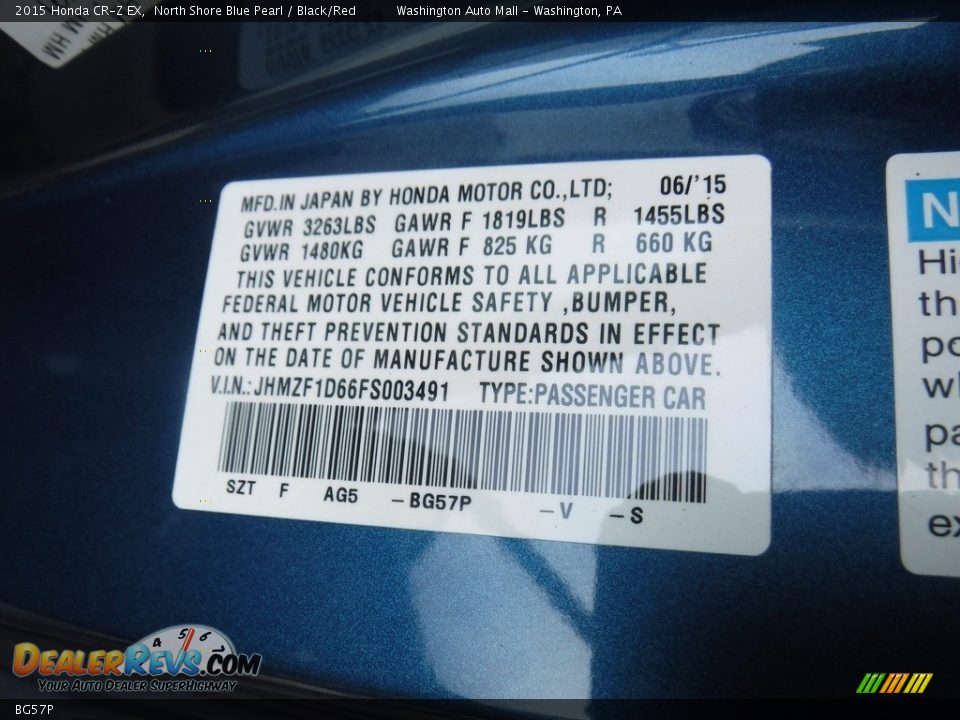 2015 Honda CR-Z EX, North Shore Blue Pearl / Black/Red Washington Auto Mall - Washington, PA
MFD.IN JAPAN BY HONDA MOTOR CO.,LTD; 06/'15
GVWR 3263LBS GAWR F 1819LBS R 1455LBS
GVWR 1480KG GAWR F 825 KG R 660 KG
THIS VEHICLE CONFORMS TO ALL APPLICABLE
FEDERAL MOTOR VEHICLE SAFETY ,BUMPER,
AND THEFT PREVENTION STANDARDS IN EFFECT
ON THE DATE OF MANUFACTURE SHOWN ABOVE.
V.I.N.: JHMZF1D66FS003491 TYPE:PASSENGER CAR
SZT F AG5 -BG57P -V -S
N
Hi
th
po
wh
pa
th
ex
4 5 6 7
DEALERREVS.COM
YOUR AUTO DEALER SUPERHIGHWAY
BG57P